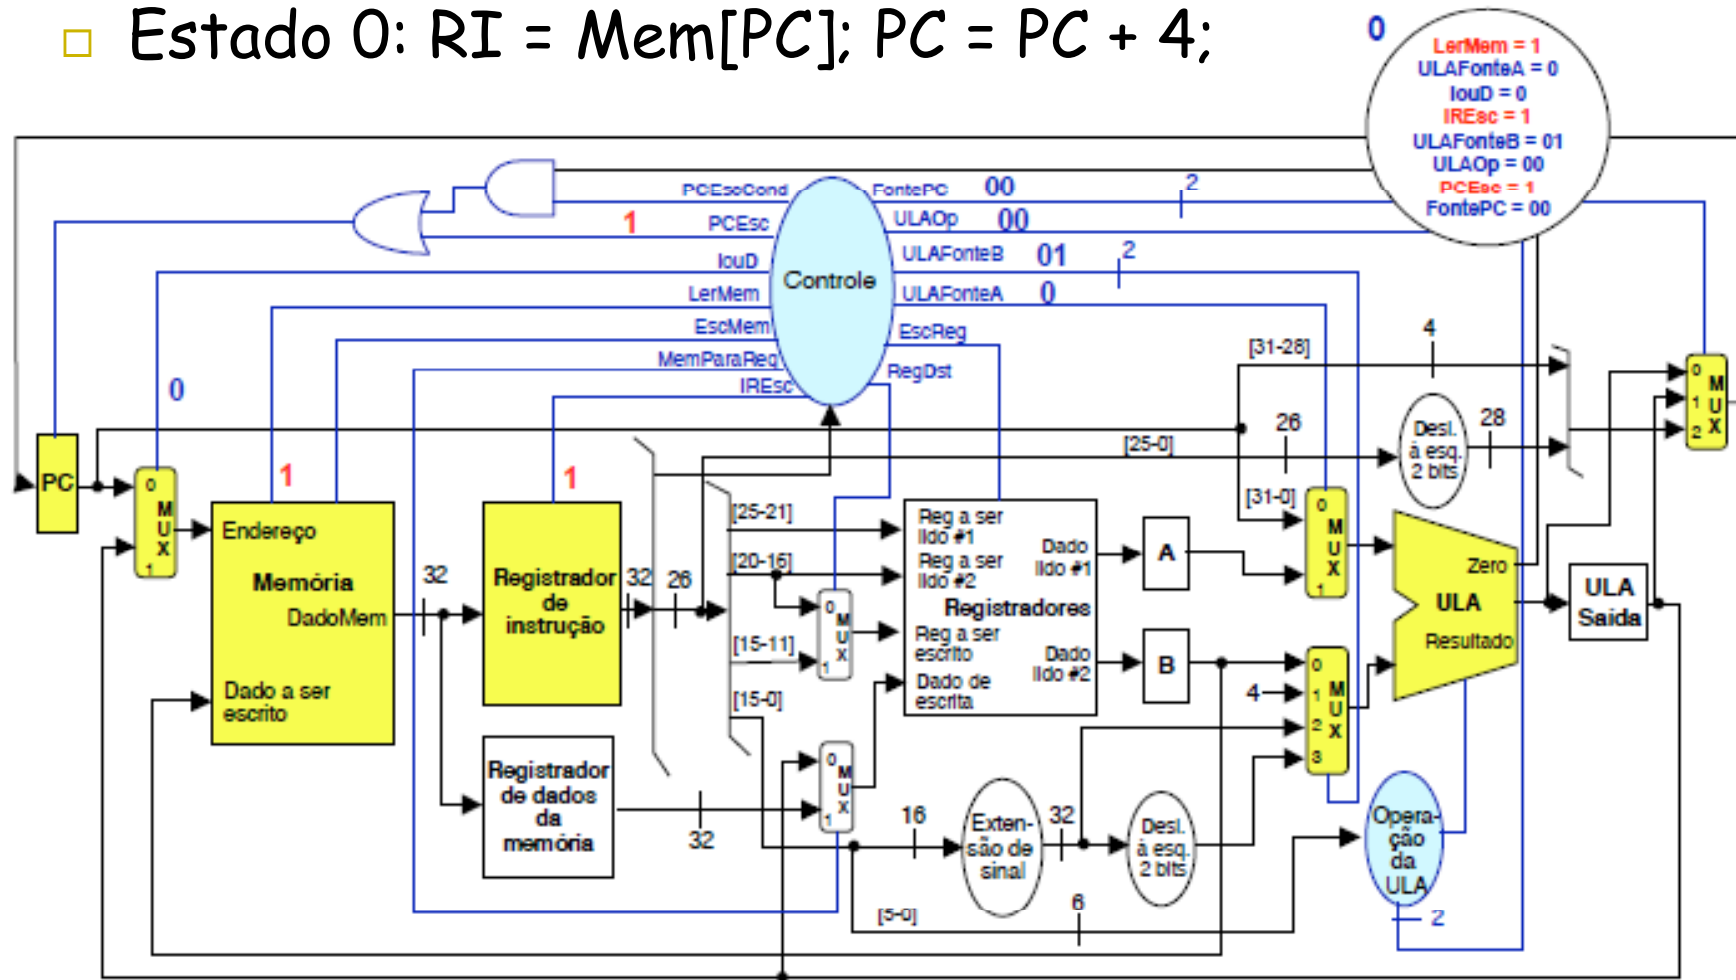 Estado 0: RI = Mem[PC]; PC = PC + 4;
0
LerMem = 1
ULAFonteA = 0
IouD = 0
IREsc = 1
ULAFonteB = 01
ULAOp = 00
PCEsc = 1
FontePC = 00
PCEscCond
FontePC 00
2
1
PCEsc
ULAOp 00
IouD
ULAFonteB 01
2
Controle
LerMem
ULAFonteA 0
EscMem
EscReg
MemParaReg
RegDst
IREsc
0
[31-28]
4
0
1
2
M
U
X
26
28
[25-0]
Desl.
à esq.
2 bits
PC
1
1
0
M
U
X
1
[31-0]
0
M
U
X
1
Endereço
Memória
DadoMem
Dado a ser
escrito
32
Registrador
de
instrução
32
26
[25-21]
[20-16]
[15-11]
[15-0]
0
M
U
X
1
Reg a ser
lido #1
Reg a ser
lido #2
Registradores
Reg a ser
escrito
Dado de
escrita
Dado
lido #1
Dado
lido #2
A
B
4
0
1
2
3
M
U
X
Zero
ULA
Resultado
ULA
Saída
Registrador
de dados
da
memória
32
0
M
U
X
1
16
Exten-
são de
sinal
32
Desl.
à esq.
2 bits
Opera-
ção
da
ULA
[5-0]
6
2